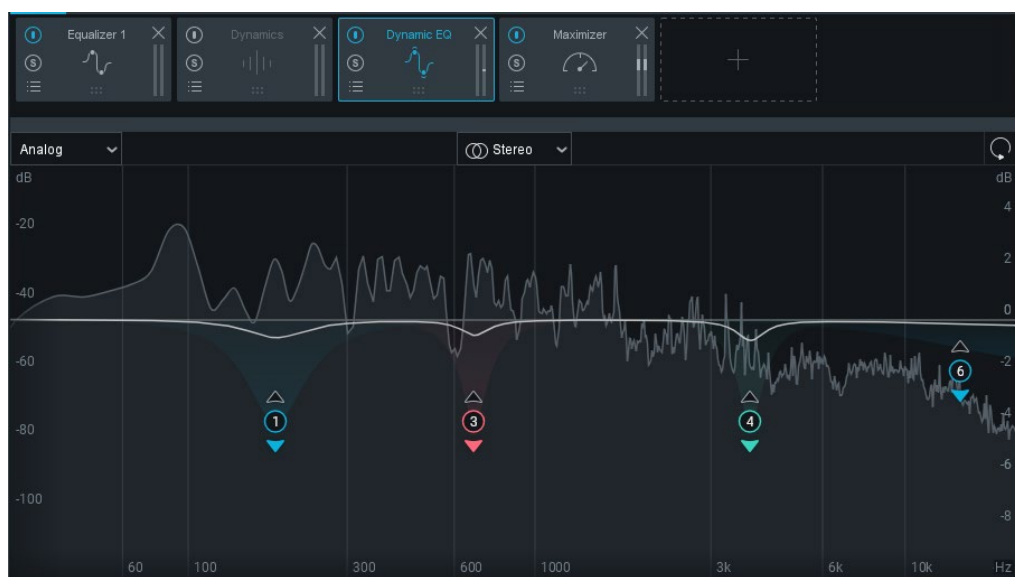 Equalizer 1
Dynamics
Dynamic EQ
Maximizer
S
S
S
S
Analog
Stereo
dB
dB
-20
4
2
-40
0
-60
-2
6
1
3
4
-4
-80
-6
-100
-8
60
100
300
600
1000
3k
6k
10k
Hz